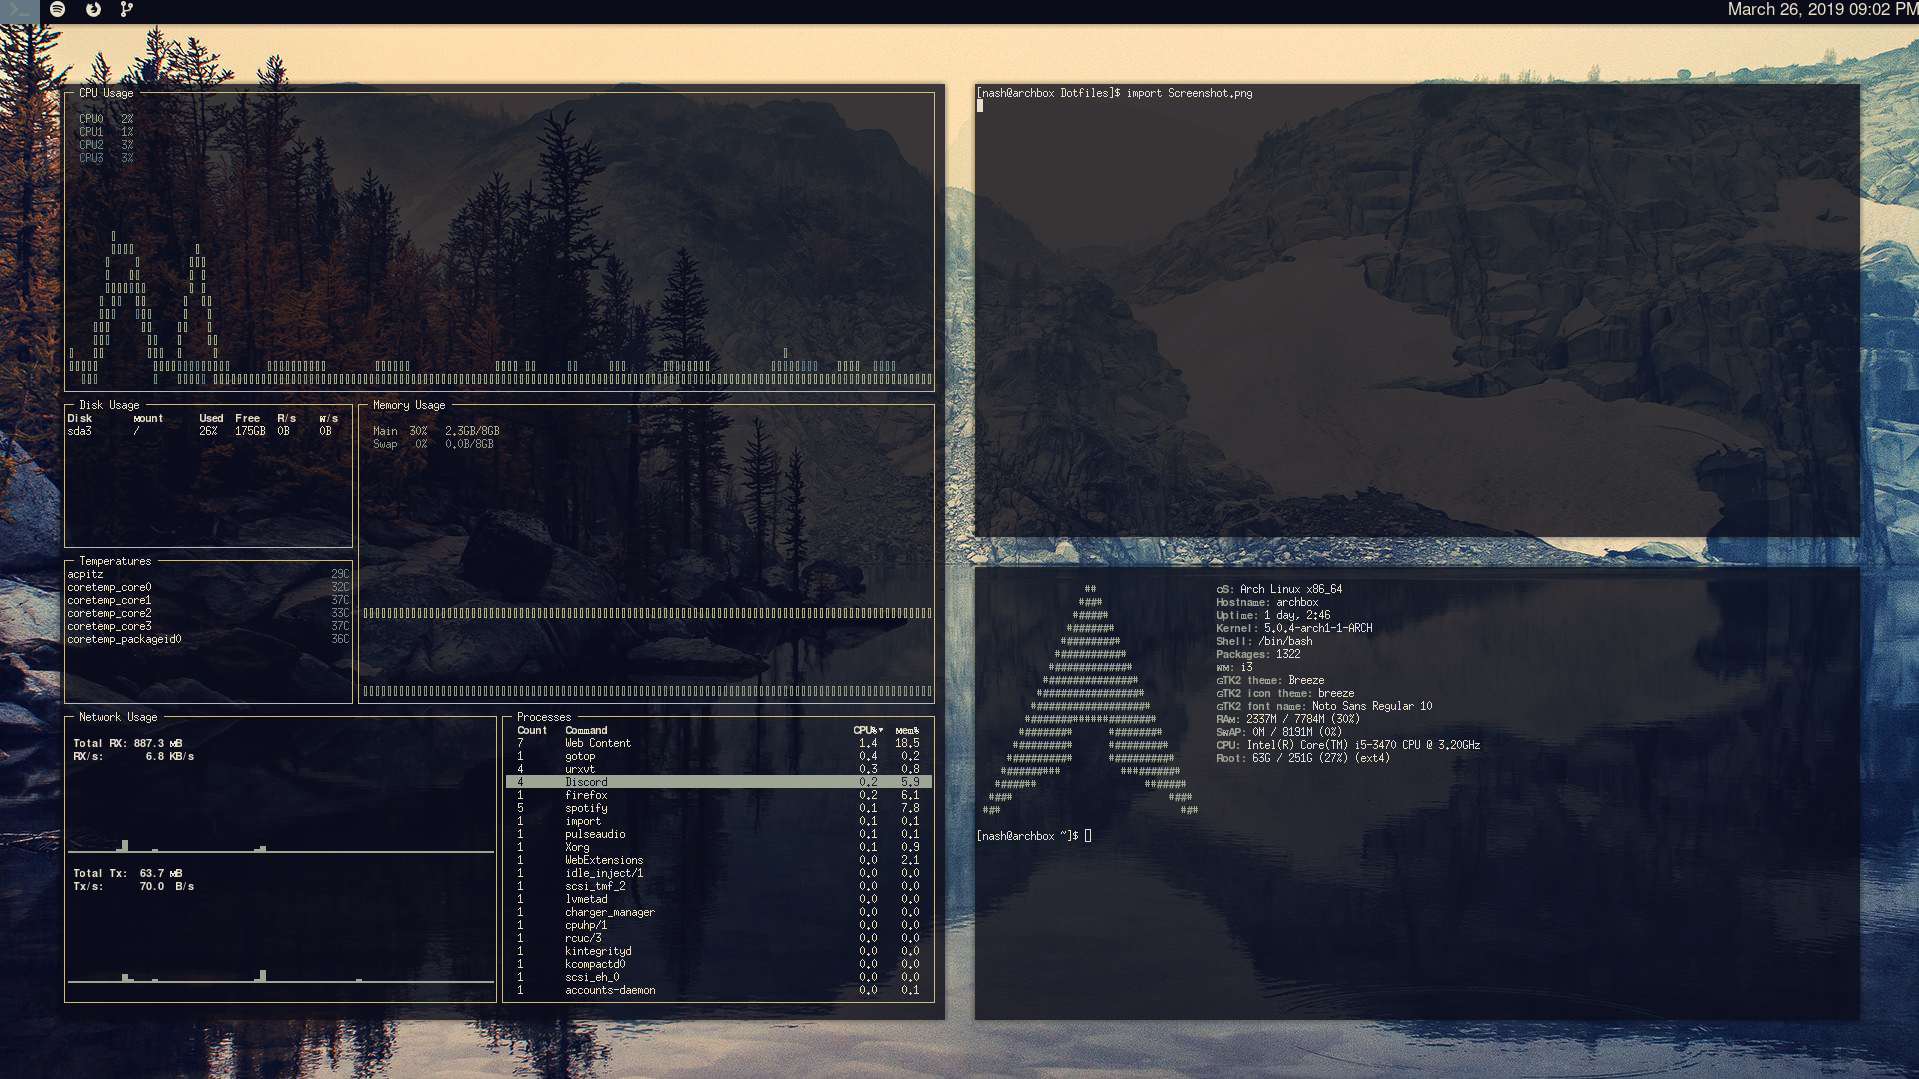 March 26, 2019 09:02 PM
CPU Usage
CPU0 2%
CPU1 1%
CPU2 3%
CPU3 3%
Disk Usage
Disk Mount Used Free R/s W/s
sda3 / 26% 175GB 0B 0B
Memory Usage
Main 30% 2.3GB/8GB
Swap 0% 0.0B/8GB
Temperatures
acpitz 29C
coretemp_core0 32C
coretemp_core1 37C
coretemp_core2 33C
coretemp_core3 37C
coretemp_packageid0 36C
Network Usage
Total RX: 887.3 MB
RX/s: 6.8 KB/s
Total Tx: 63.7 MB
Tx/s: 70.0 B/s
Processes
Count Command CPU%▾ Mem%
7 Web Content 1.4 18.5
1 gotop 0.4 0.2
4 urxvt 0.3 0.8
4 Discord 0.2 5.9
1 firefox 0.2 6.1
5 spotify 0.1 7.8
1 import 0.1 0.1
1 pulseaudio 0.1 0.1
1 Xorg 0.1 0.9
1 WebExtensions 0.0 2.1
1 idle_inject/1 0.0 0.0
1 scsi_tmf_2 0.0 0.0
1 lvmetad 0.0 0.0
1 charger_manager 0.0 0.0
1 cpuhp/1 0.0 0.0
1 rcuc/3 0.0 0.0
1 kintegrityd 0.0 0.0
1 kcompactd0 0.0 0.0
1 scsi_eh_0 0.0 0.0
1 accounts-daemon 0.0 0.1
[nash@archbox Dotfiles]$ import Screenshot.png
OS: Arch Linux x86_64
Hostname: archbox
Uptime: 1 day, 2:46
Kernel: 5.0.4-arch1-1-ARCH
Shell: /bin/bash
Packages: 1322
WM: i3
GTK2 theme: Breeze
GTK2 icon theme: breeze
GTK2 font name: Noto Sans Regular 10
RAM: 2337M / 7784M (30%)
SWAP: 0M / 8191M (0%)
CPU: Intel(R) Core(TM) i5-3470 CPU @ 3.20GHz
Root: 63G / 251G (27%) (ext4)
[nash@archbox ~]$